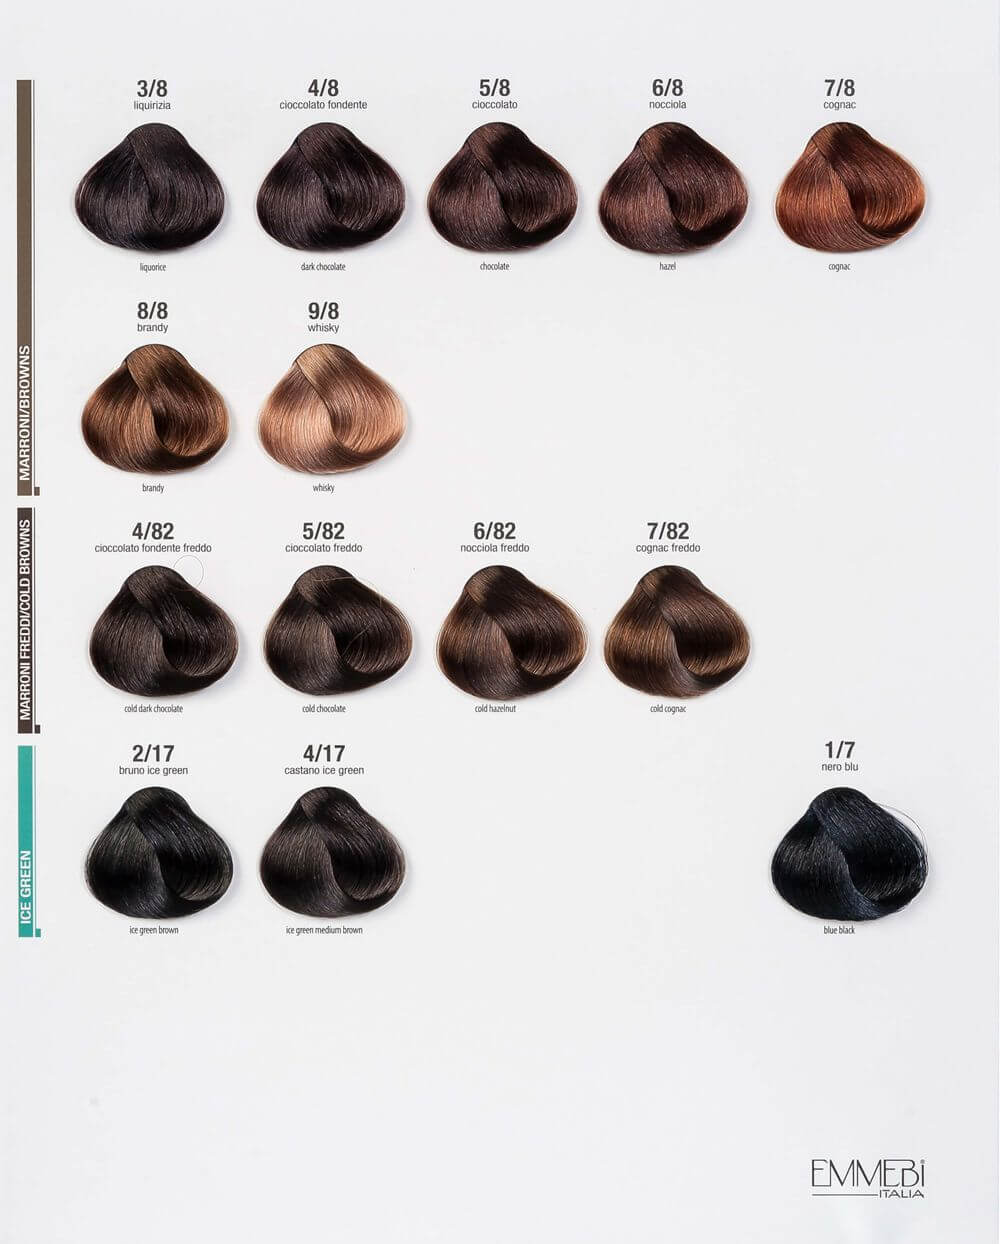 3/8
liquirizia
4/8
cioccolato fondente
5/8
cioccolato
6/8
nocciola
7/8
cognac
liquorice
dark chocolate
chocolate
hazel
cognac
8/8
brandy
9/8
whisky
brandy
whisky
MARRONI/BROWNS
4/82
cioccolato fondente freddo
5/82
cioccolato freddo
6/82
nocciola freddo
7/82
cognac freddo
cold dark chocolate
cold chocolate
cold hazelnut
cold cognac
MARRONI FREDDI/COLD BROWNS
2/17
bruno ice green
4/17
castano ice green
1/7
nero blu
ice green brown
ice green medium brown
blue black
ICE GREEN
EMMEBi®
ITALIA